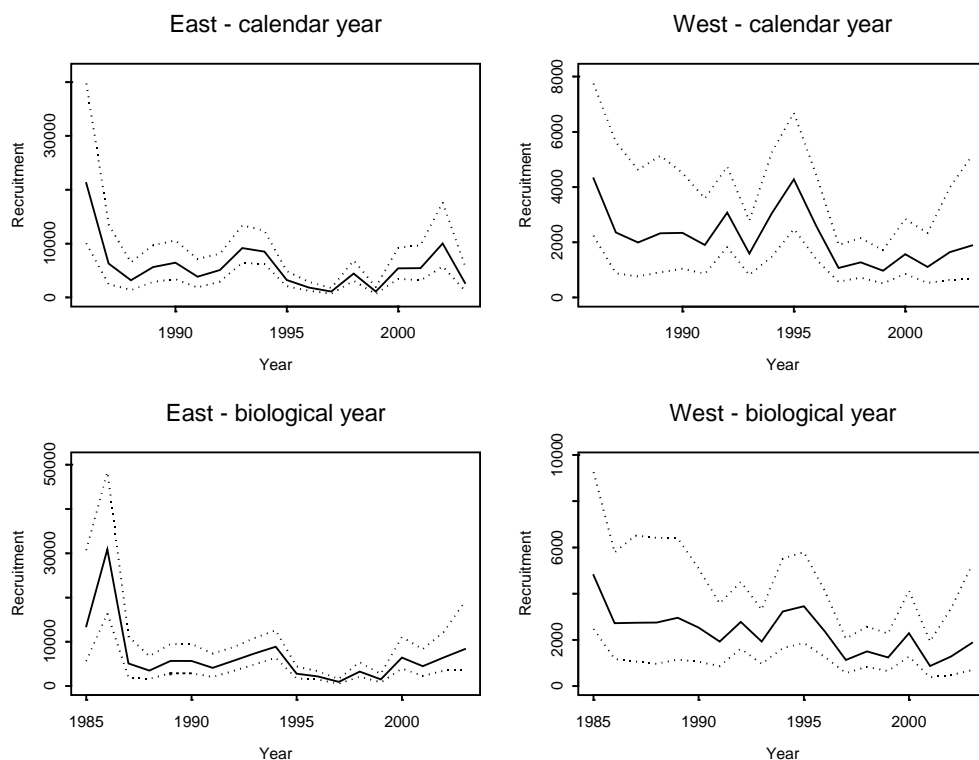 East - calendar year
Recruitment
0
10000
30000
1990
1995
2000
Year
West - calendar year
Recruitment
0
2000
4000
6000
8000
1990
1995
2000
Year
East - biological year
Recruitment
0
10000
30000
50000
1985
1990
1995
2000
Year
West - biological year
Recruitment
0
2000
6000
10000
1985
1990
1995
2000
Year